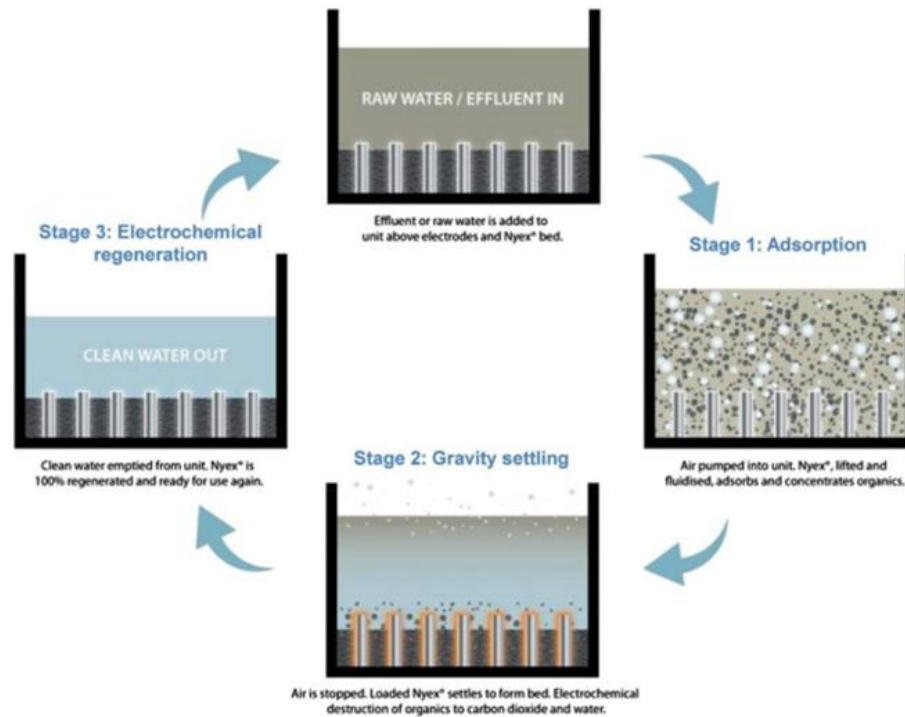 RAW WATER / EFFLUENT IN
Effluent or raw water is added to
unit above electrodes and Nyex® bed.
Stage 1: Adsorption
Air pumped into unit. Nyex®, lifted and
fluidised, adsorbs and concentrates organics.
Stage 2: Gravity settling
Air is stopped. Loaded Nyex® settles to form bed. Electrochemical
destruction of organics to carbon dioxide and water.
Stage 3: Electrochemical
regeneration
CLEAN WATER OUT
Clean water emptied from unit. Nyex® is
100% regenerated and ready for use again.